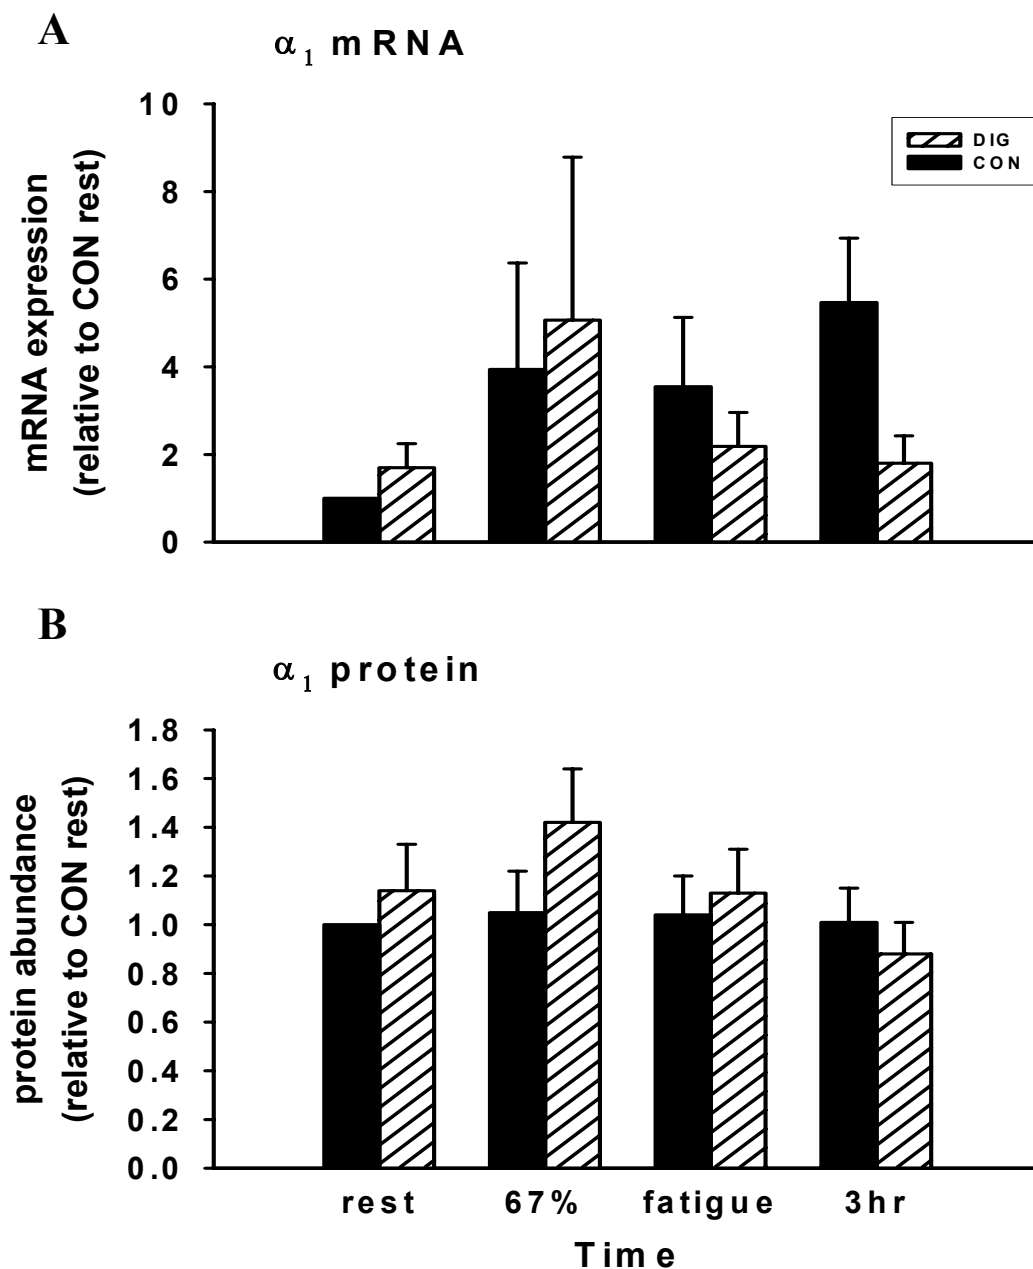 A
α1 mRNA
mRNA expression
(relative to CON rest)
10
8
6
4
2
0
DIG
CON
B
α1 protein
protein abundance
(relative to CON rest)
1.8
1.6
1.4
1.2
1.0
0.8
0.6
0.4
0.2
0.0
rest 67% fatigue 3hr
Time